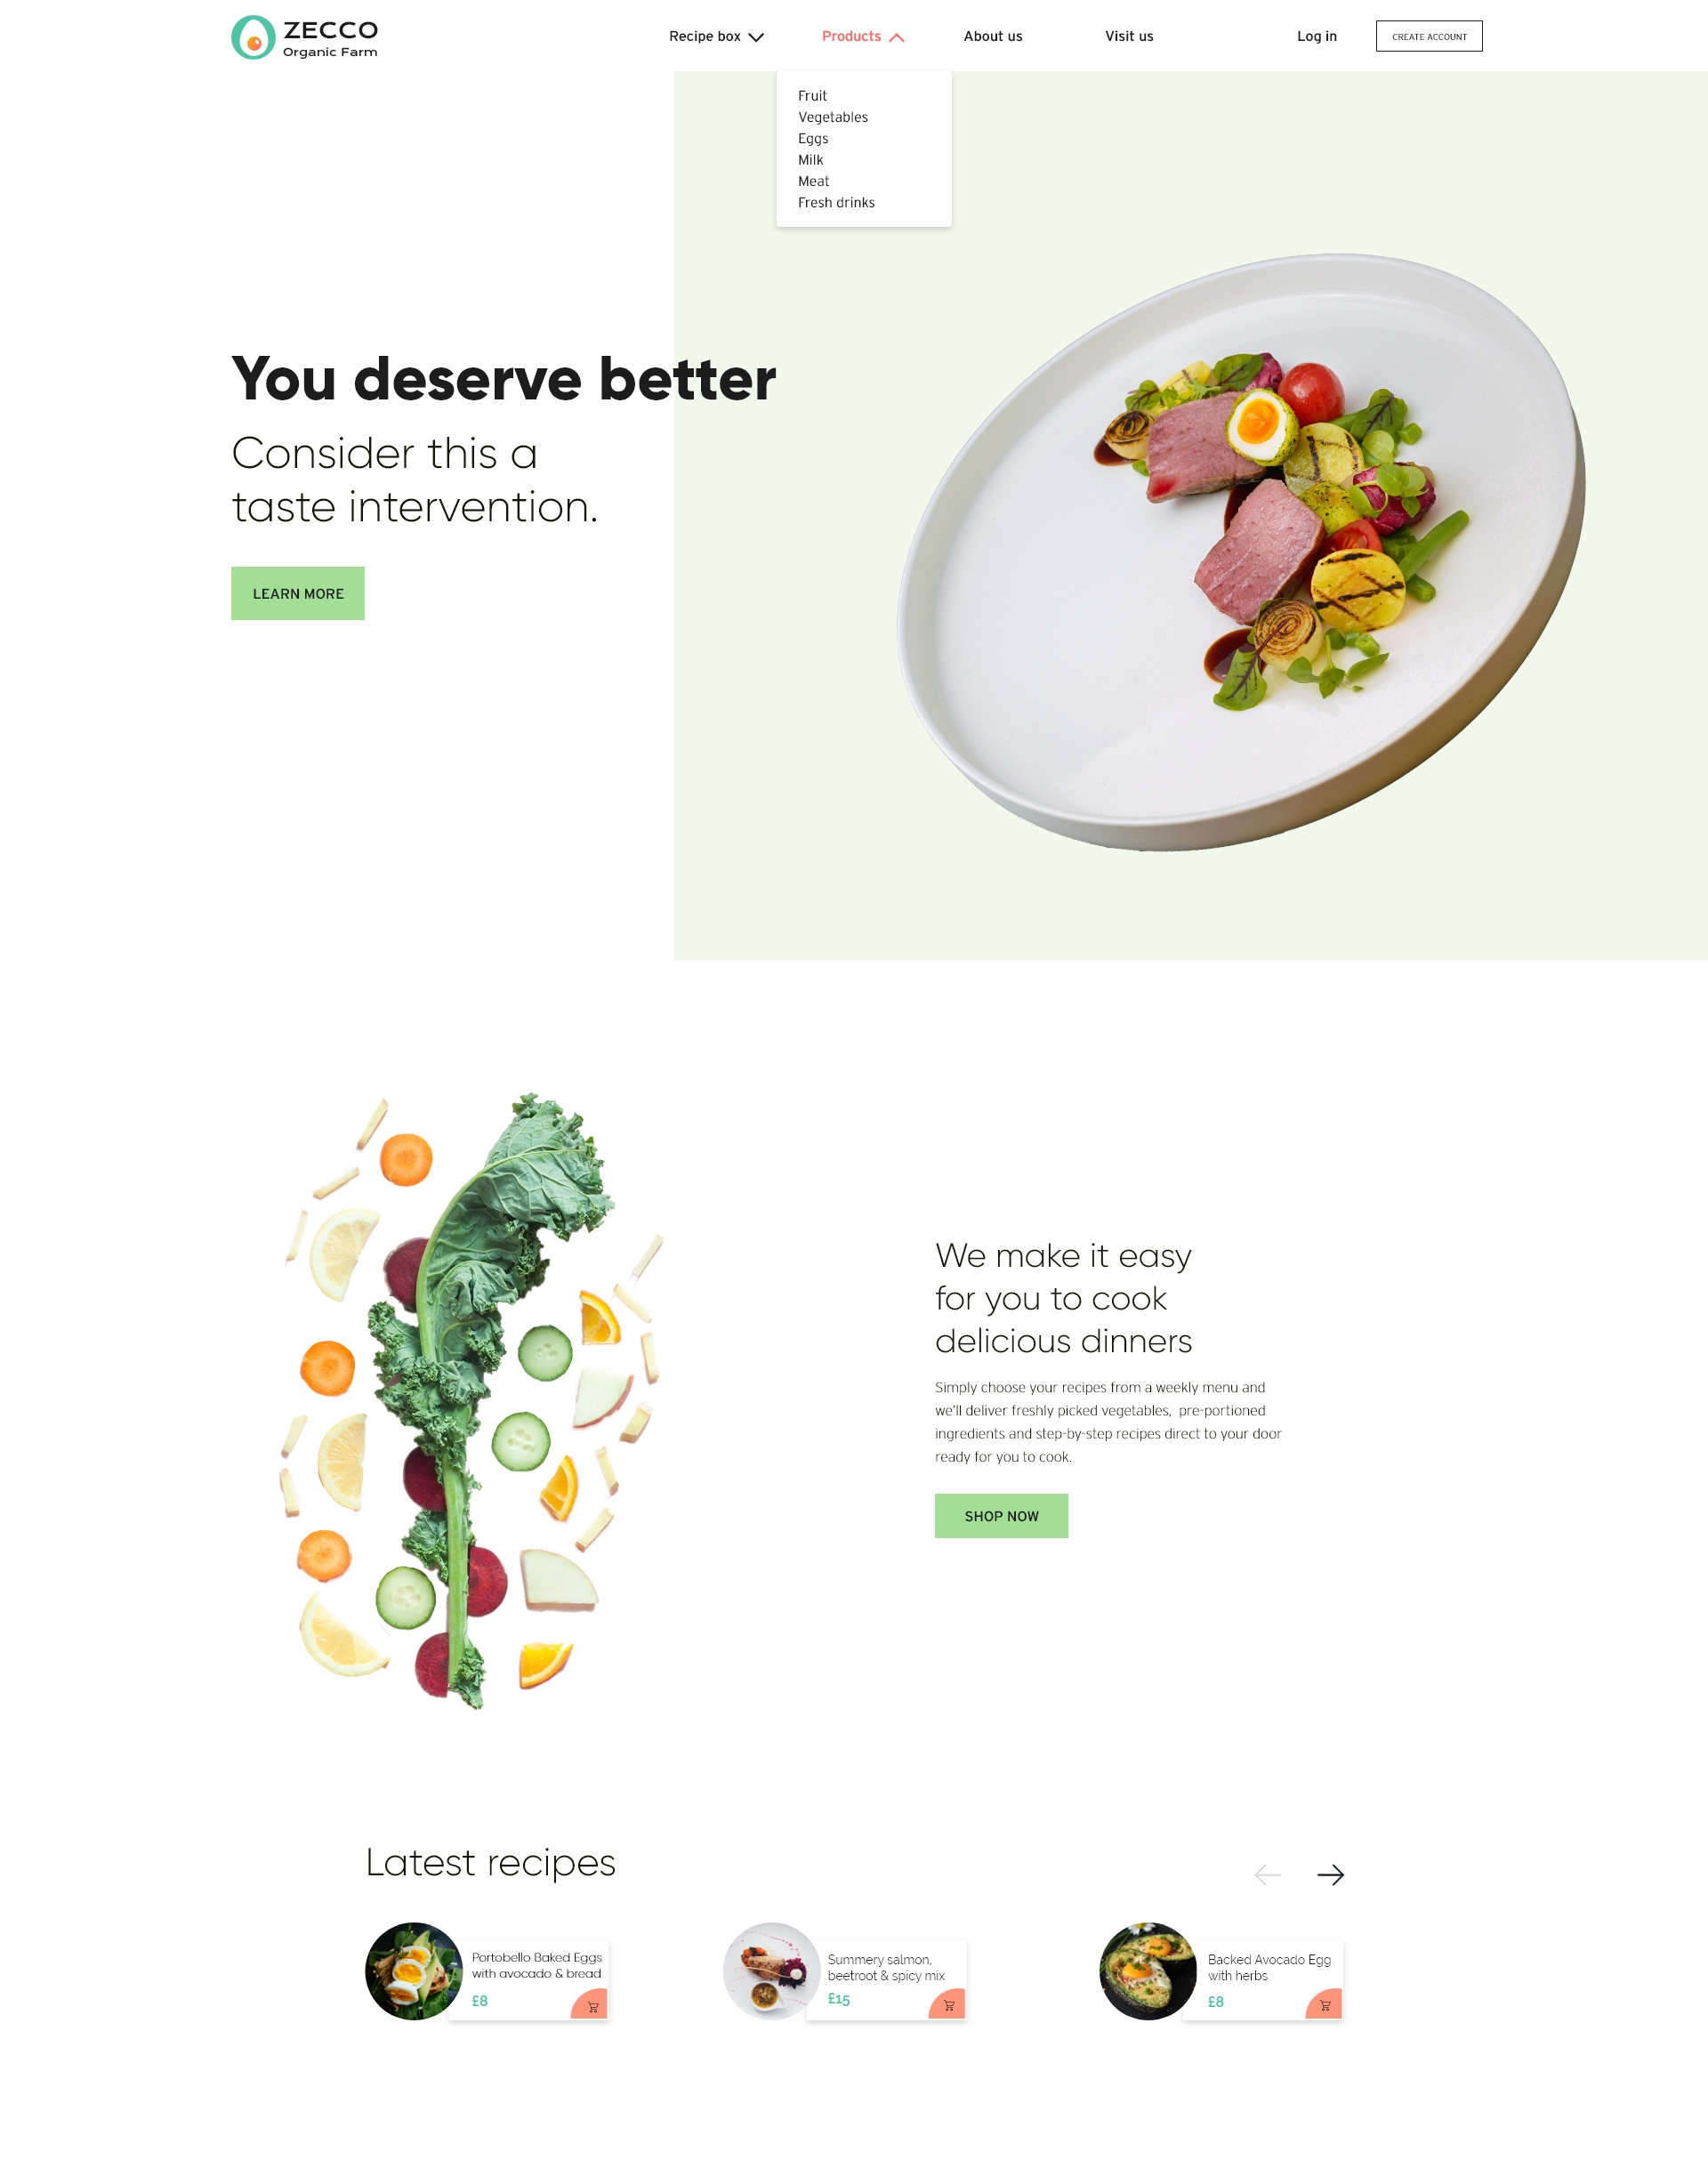 ZECCO
Organic Farm
Recipe box
Products
About us
Visit us
Log in
CREATE ACCOUNT
Fruit
Vegetables
Eggs
Milk
Meat
Fresh drinks
You deserve better
Consider this a
taste intervention.
LEARN MORE
We make it easy
for you to cook
delicious dinners
Simply choose your recipes from a weekly menu and
we'll deliver freshly picked vegetables, pre-portioned
ingredients and step-by-step recipes direct to your door
ready for you to cook.
SHOP NOW
Latest recipes
Portobello Baked Eggs
with avocado & bread
£8
Summery salmon,
beetroot & spicy mix
£15
Backed Avocado Egg
with herbs
£8